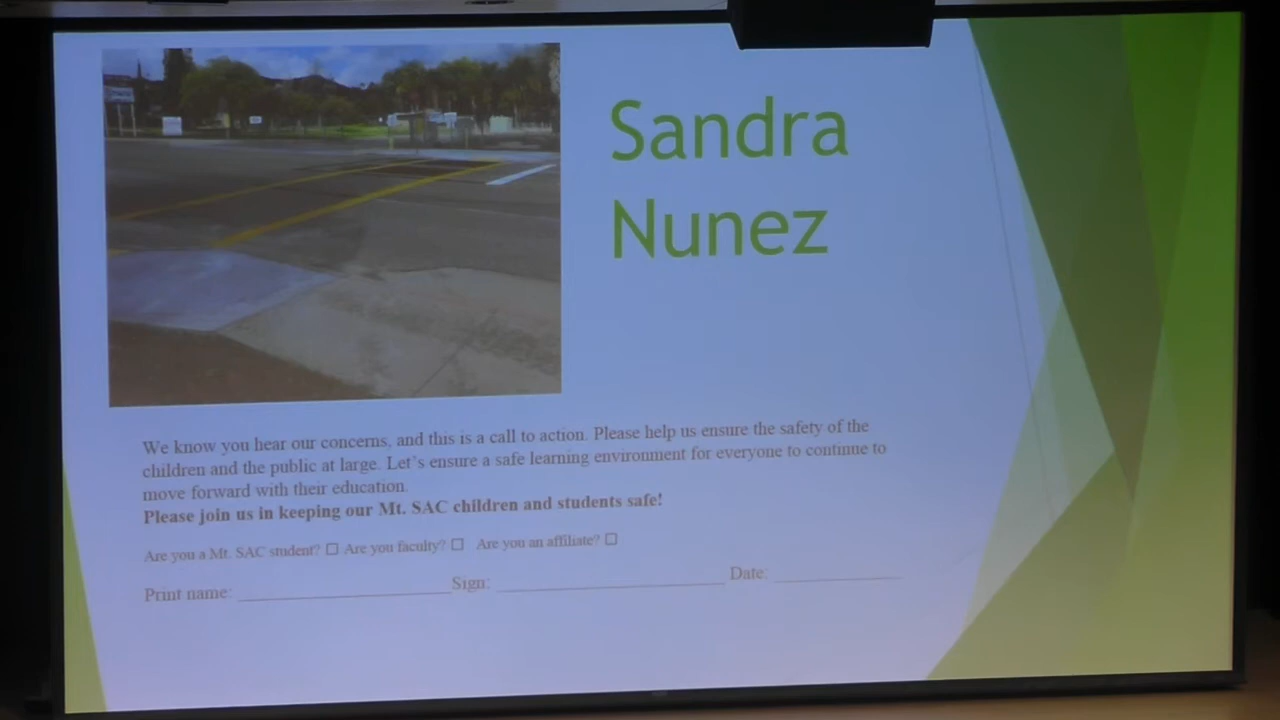 Sandra
Nunez
We know you hear our concerns, and this is a call to action. Please help us ensure the safety of the
children and the public at large. Let's ensure a safe learning environment for everyone to continue to
move forward with their education.
Please join us in keeping our Mt. SAC children and students safe!
Are you a Mt. SAC student? ☐ Are you faculty? ☐ Are you an affiliate? ☐
Print name: ____________________ Sign: ____________________ Date: ____________